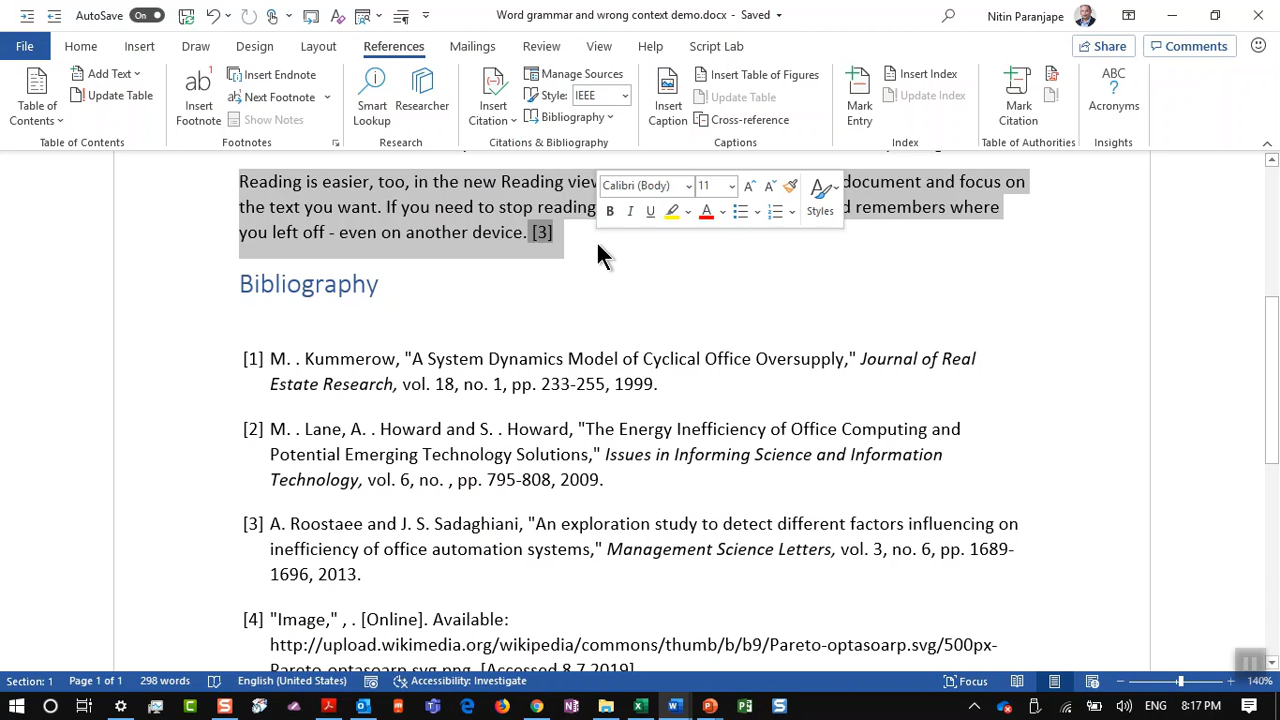 AutoSave On
Word grammar and wrong context demo.docx - Saved
Nitin Paranjape
File Home Insert Draw Design Layout References Mailings Review View Help Script Lab Share Comments
Table of Contents
Add Text
Update Table
Table of Contents
ab1
Insert Footnote
Insert Endnote
Next Footnote
Show Notes
Footnotes
Smart Lookup
Researcher
Research
Insert Citation
Manage Sources
Style: IEEE
Bibliography
Citations & Bibliography
Insert Caption
Insert Table of Figures
Update Table
Cross-reference
Captions
Mark Entry
Insert Index
Update Index
Index
Mark Citation
Table of Authorities
ABC
Acronyms
Inserts
Calibri (Body) 11
B I U A Styles
Reading is easier, too, in the new Reading view document and focus on
the text you want. If you need to stop reading d remembers where
you left off - even on another device. [3]
Bibliography
[1] M. . Kummerow, "A System Dynamics Model of Cyclical Office Oversupply," Journal of Real
Estate Research, vol. 18, no. 1, pp. 233-255, 1999.
[2] M. . Lane, A. . Howard and S. . Howard, "The Energy Inefficiency of Office Computing and
Potential Emerging Technology Solutions," Issues in Informing Science and Information
Technology, vol. 6, no. , pp. 795-808, 2009.
[3] A. Roostaee and J. S. Sadaghiani, "An exploration study to detect different factors influencing on
inefficiency of office automation systems," Management Science Letters, vol. 3, no. 6, pp. 1689-
1696, 2013.
[4] "Image," , . [Online]. Available:
http://upload.wikimedia.org/wikipedia/commons/thumb/b/b9/Pareto-optasoarp.svg/500px-
Pareto-optasoarp.svg.png. [Accessed 8 7 2019].
Section: 1 Page 1 of 1 298 words English (United States) Accessibility: Investigate Focus 140%
8:17 PM